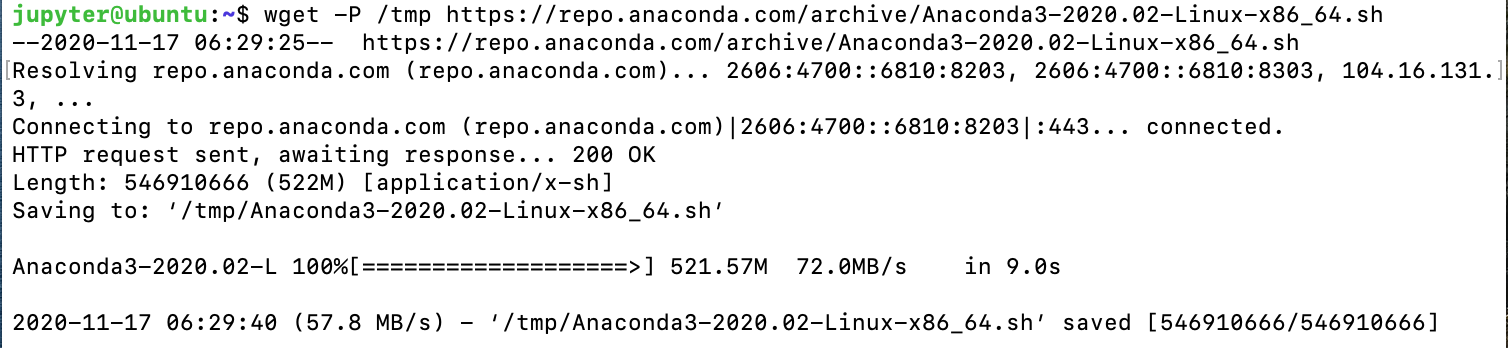 jupyter@ubuntu:~$ wget -P /tmp https://repo.anaconda.com/archive/Anaconda3-2020.02-Linux-x86_64.sh
--2020-11-17 06:29:25--  https://repo.anaconda.com/archive/Anaconda3-2020.02-Linux-x86_64.sh
[Resolving repo.anaconda.com (repo.anaconda.com)... 2606:4700::6810:8203, 2606:4700::6810:8303, 104.16.131.]
3, ...
Connecting to repo.anaconda.com (repo.anaconda.com)|2606:4700::6810:8203|:443... connected.
HTTP request sent, awaiting response... 200 OK
Length: 546910666 (522M) [application/x-sh]
Saving to: ‘/tmp/Anaconda3-2020.02-Linux-x86_64.sh’
Anaconda3-2020.02-L 100%[===================>] 521.57M  72.0MB/s    in 9.0s
2020-11-17 06:29:40 (57.8 MB/s) - ‘/tmp/Anaconda3-2020.02-Linux-x86_64.sh’ saved [546910666/546910666]